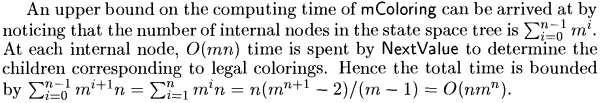 An upper bound on the computing time of mColoring can be arrived at by
noticing that the number of internal nodes in the state space tree is $\sum_{i=0}^{n-1} m^i$.
At each internal node, $O(mn)$ time is spent by NextValue to determine the
children corresponding to legal colorings. Hence the total time is bounded
by $\sum_{i=0}^{n-1} m^{i+1}n = \sum_{i=1}^{n} m^i n = n(m^{n+1} - 2)/(m - 1) = O(nm^n)$.